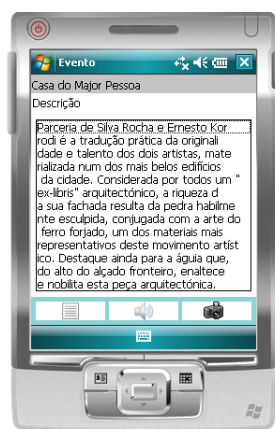 Evento
Casa do Major Pessoa
Descrição
Parceria de Silva Rocha e Ernesto Kor
rodi é a tradução prática da originali
dade e talento dos dois artistas, mate
rializada num dos mais belos edifícios
da cidade. Considerada por todos um "
ex-libris" arquitectónico, a riqueza d
a sua fachada resulta da pedra habilme
nte esculpida, conjugada com a arte do
ferro forjado, um dos materiais mais
representativos deste movimento artíst
ico. Destaque ainda para a águia que,
do alto do alçado fronteiro, enaltece
e nobilita esta peça arquitectónica.